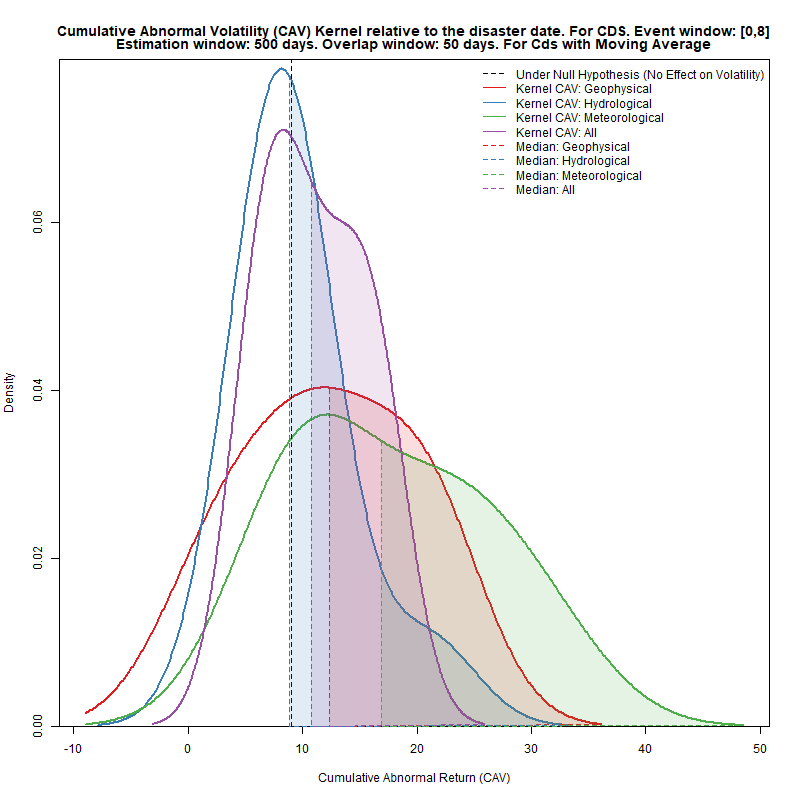 Cumulative Abnormal Volatility (CAV) Kernel relative to the disaster date. For CDS. Event window: [0,8]
Estimation window: 500 days. Overlap window: 50 days. For Cds with Moving Average
Under Null Hypothesis (No Effect on Volatility)
Kernel CAV: Geophysical
Kernel CAV: Hydrological
Kernel CAV: Meteorological
Kernel CAV: All
Median: Geophysical
Median: Hydrological
Median: Meteorological
Median: All
Density
0.06
0.04
0.02
0.00
-10 0 10 20 30 40 50
Cumulative Abnormal Return (CAV)